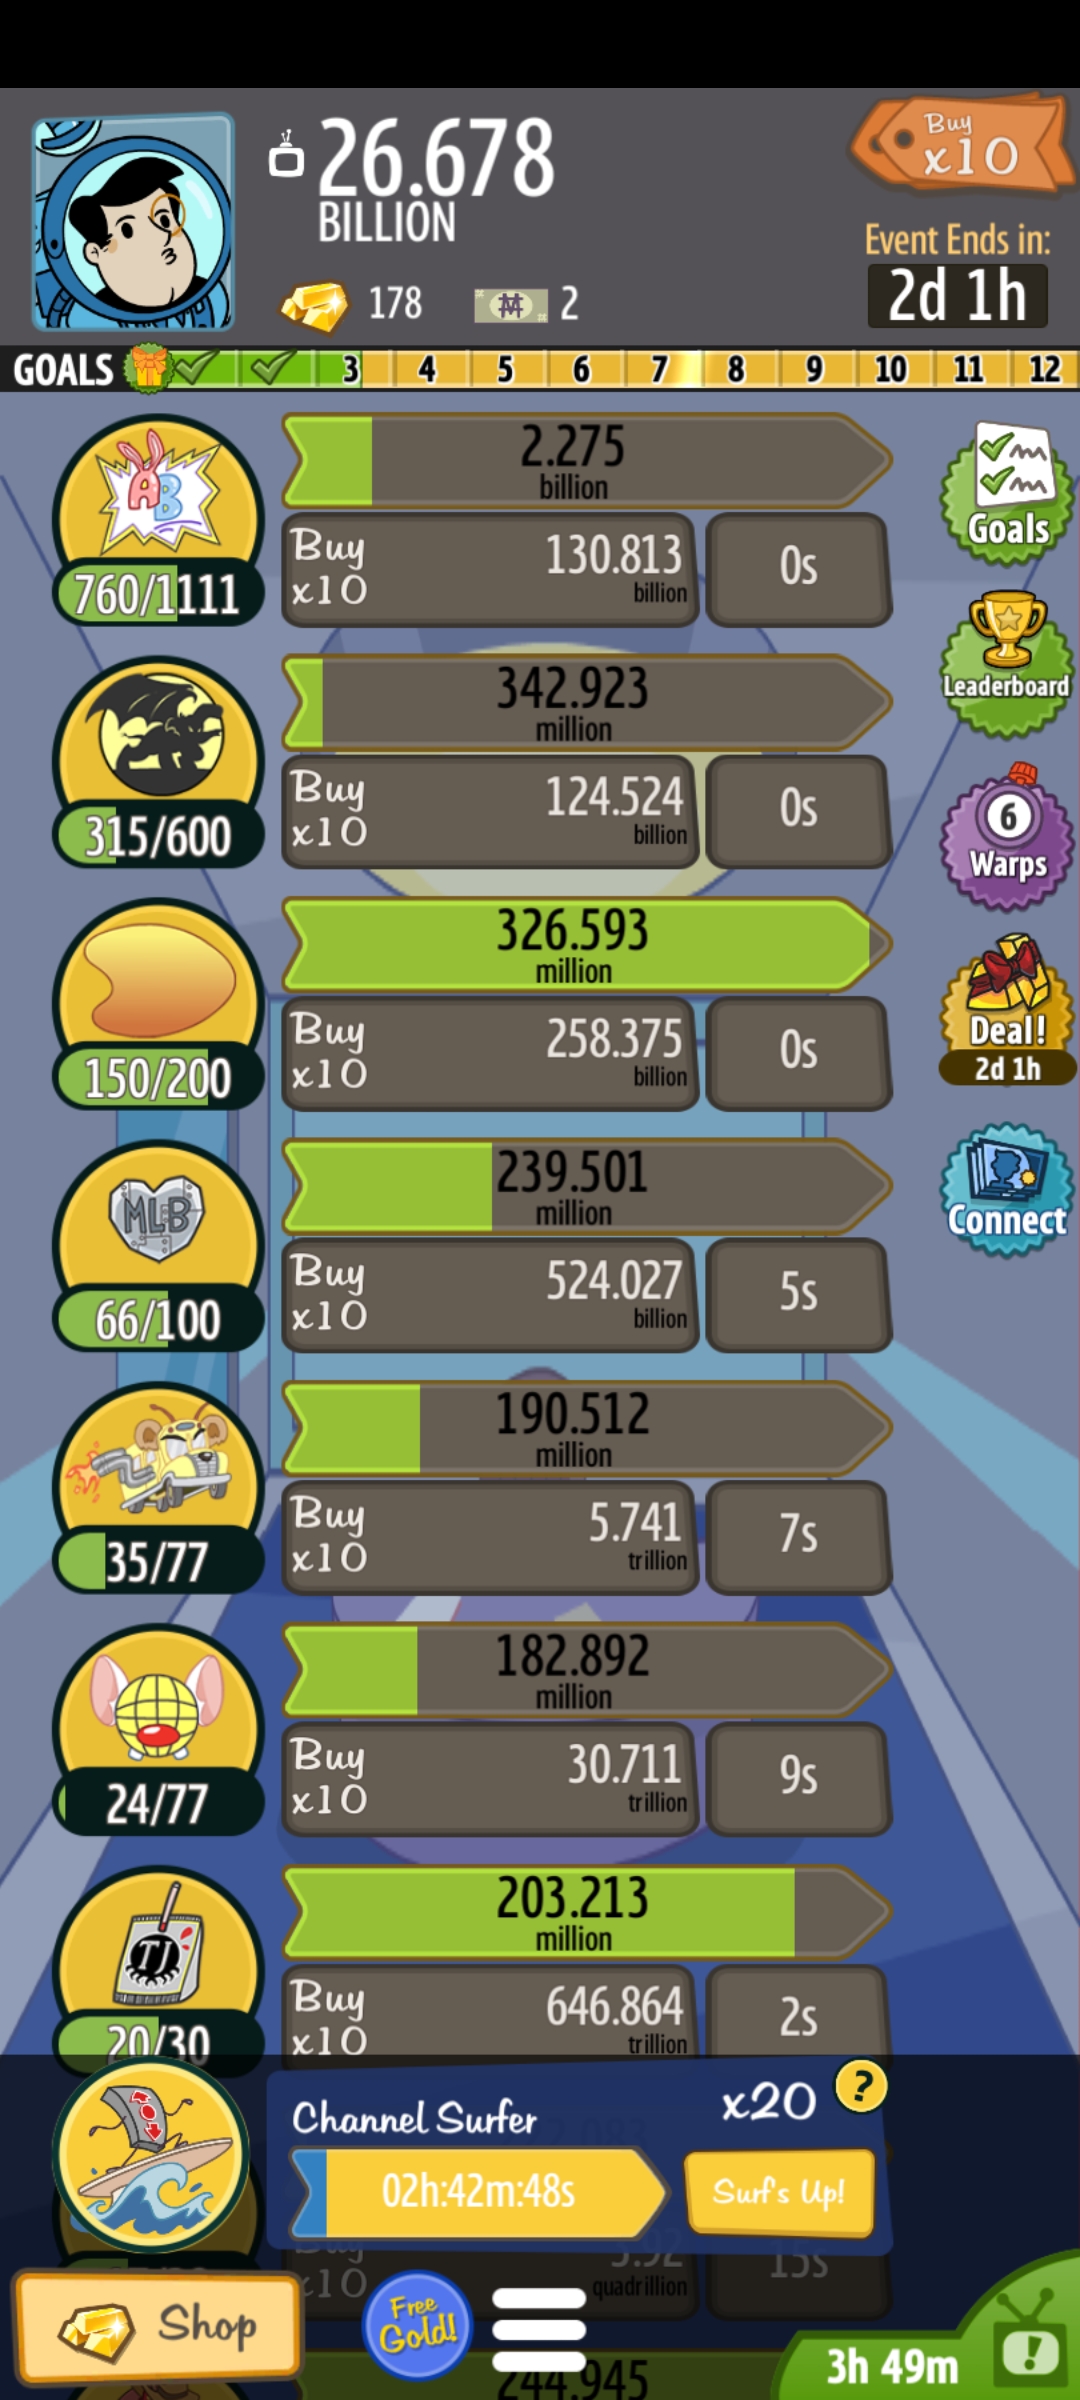 26.678
BILLION
Buy
x10
Event Ends in:
2d 1h
178
2
GOALS 3 4 5 6 7 8 9 10 11 12
AB
760/1111
2.275
billion
Buy
x10
130.813
billion
0s
Goals
315/600
342.923
million
Buy
x10
124.524
billion
0s
Leaderboard
6
Warps
150/200
326.593
million
Buy
x10
258.375
billion
0s
Deal!
2d 1h
MLB
66/100
239.501
million
Buy
x10
524.027
billion
5s
Connect
35/77
190.512
million
Buy
x10
5.741
trillion
7s
24/77
182.892
million
Buy
x10
30.711
trillion
9s
TJ
20/30
203.213
million
Buy
x10
646.864
trillion
2s
Channel Surfer
x20
?
02h:42m:48s
Surf's Up!
Buy
x10
3.92
quadrillion
15s
Shop
Free
Gold!
244.945
3h 49m
!